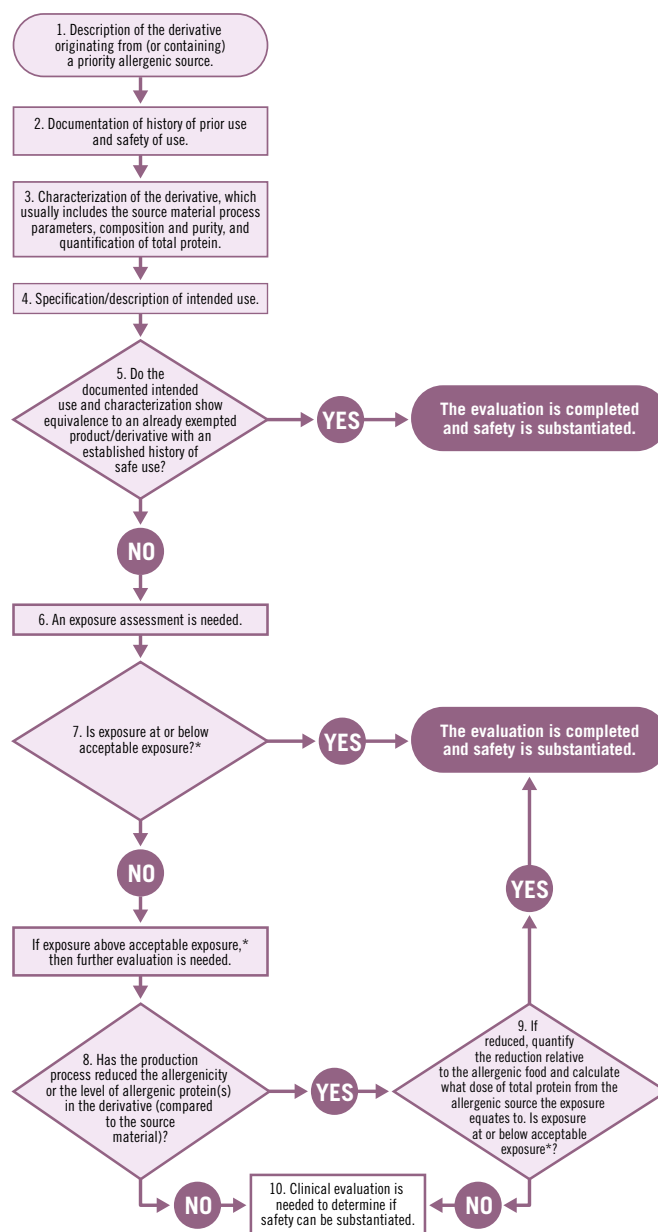 1. Description of the derivative
originating from (or containing)
a priority allergenic source.
2. Documentation of history of prior use
and safety of use.
3. Characterization of the derivative, which
usually includes the source material process
parameters, composition and purity, and
quantification of total protein.
4. Specification/description of intended use.
5. Do the
documented intended
use and characterization show
equivalence to an already exempted
product/derivative with an
established history of
safe use?
YES
The evaluation is completed
and safety is substantiated.
NO
6. An exposure assessment is needed.
7. Is exposure at or below
acceptable exposure?*
YES
The evaluation is completed
and safety is substantiated.
NO
YES
If exposure above acceptable exposure,*
then further evaluation is needed.
8. Has the production
process reduced the allergenicity
or the level of allergenic protein(s)
in the derivative (compared
to the source
material)?
YES
9. If
reduced, quantify
the reduction relative
to the allergenic food and calculate
what dose of total protein from the
allergenic source the exposure
equates to. Is exposure
at or below acceptable
exposure*?
NO
10. Clinical evaluation is
needed to determine if
safety can be substantiated.
NO